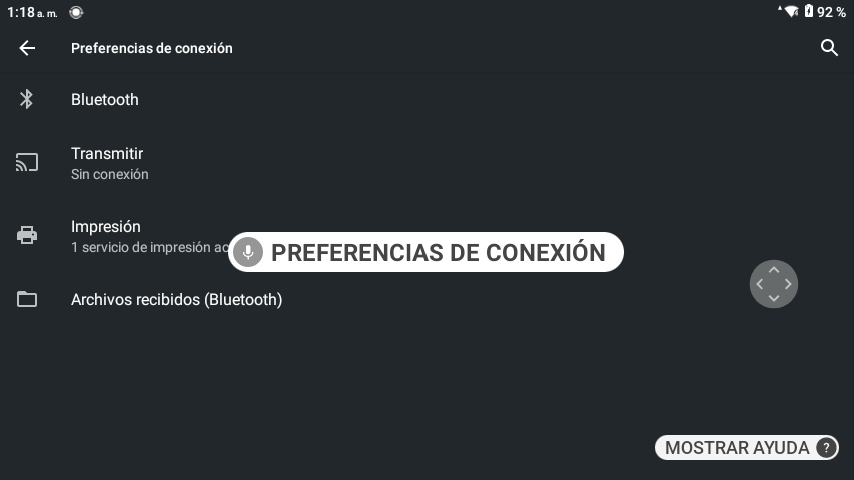 1:18 a. m.
92 %
Preferencias de conexión
Bluetooth
Transmitir
Sin conexión
Impresión
1 servicio de impresión
PREFERENCIAS DE CONEXIÓN
Archivos recibidos (Bluetooth)
MOSTRAR AYUDA ?